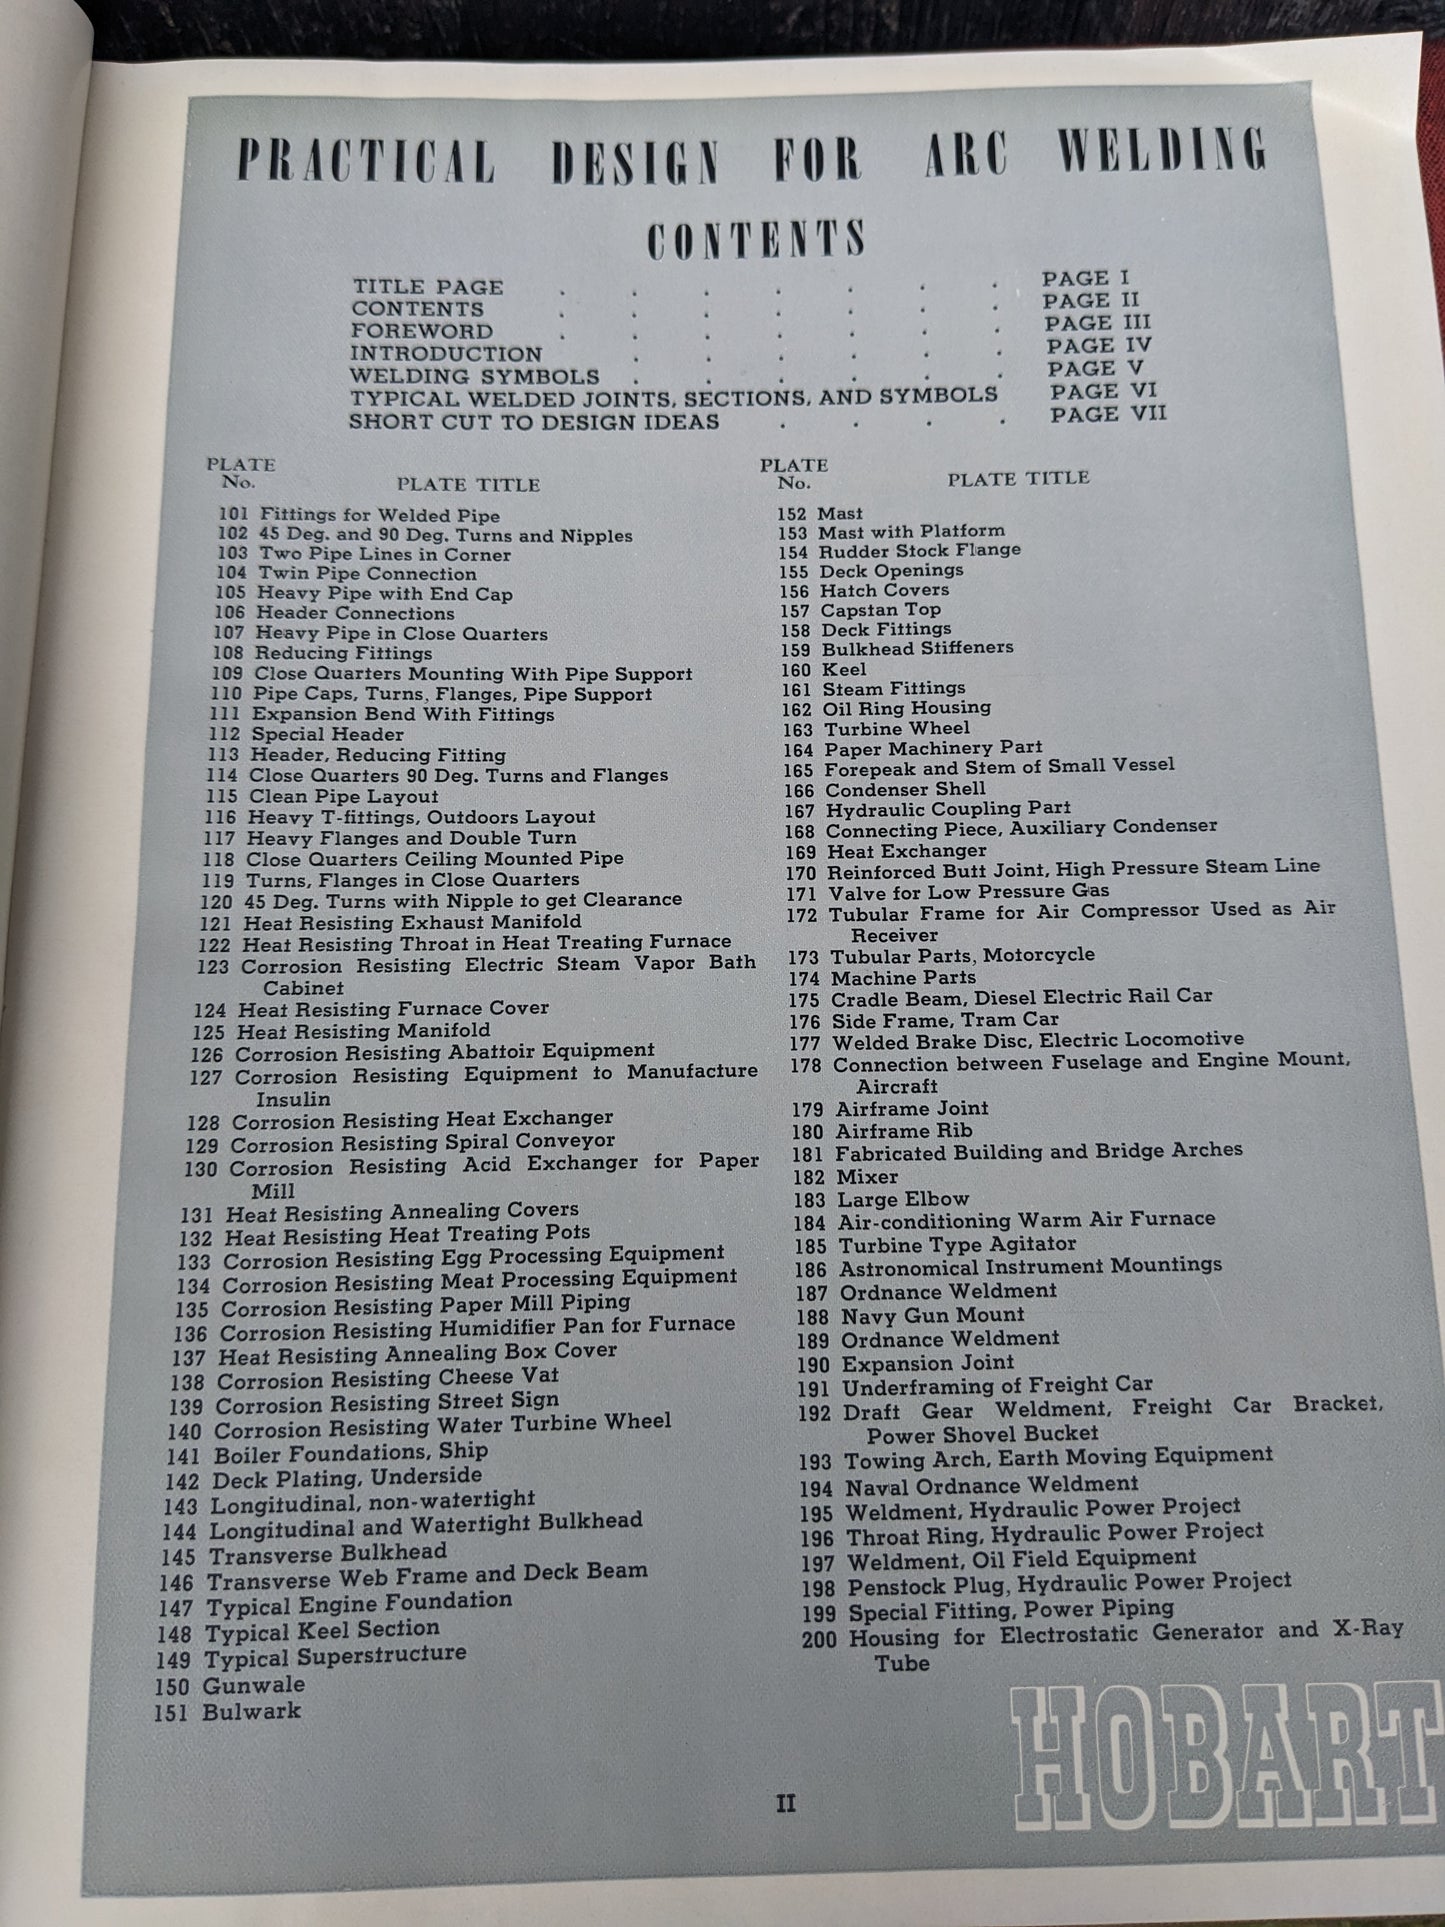 PRACTICAL DESIGN FOR ARC WELDING
CONTENTS
TITLE PAGE . . . . . . . PAGE I
CONTENTS . . . . . . . PAGE II
FOREWORD . . . . . . . PAGE III
INTRODUCTION . . . . . . PAGE IV
WELDING SYMBOLS . . . . . . PAGE V
TYPICAL WELDED JOINTS, SECTIONS, AND SYMBOLS PAGE VI
SHORT CUT TO DESIGN IDEAS . . . . PAGE VII
PLATE
No. PLATE TITLE
101 Fittings for Welded Pipe
102 45 Deg. and 90 Deg. Turns and Nipples
103 Two Pipe Lines in Corner
104 Twin Pipe Connection
105 Heavy Pipe with End Cap
106 Header Connections
107 Heavy Pipe in Close Quarters
108 Reducing Fittings
109 Close Quarters Mounting With Pipe Support
110 Pipe Caps, Turns, Flanges, Pipe Support
111 Expansion Bend With Fittings
112 Special Header
113 Header, Reducing Fitting
114 Close Quarters 90 Deg. Turns and Flanges
115 Clean Pipe Layout
116 Heavy T-fittings, Outdoors Layout
117 Heavy Flanges and Double Turn
118 Close Quarters Ceiling Mounted Pipe
119 Turns, Flanges in Close Quarters
120 45 Deg. Turns with Nipple to get Clearance
121 Heat Resisting Exhaust Manifold
122 Heat Resisting Throat in Heat Treating Furnace
123 Corrosion Resisting Electric Steam Vapor Bath
Cabinet
124 Heat Resisting Furnace Cover
125 Heat Resisting Manifold
126 Corrosion Resisting Abattoir Equipment
127 Corrosion Resisting Equipment to Manufacture
Insulin
128 Corrosion Resisting Heat Exchanger
129 Corrosion Resisting Spiral Conveyor
130 Corrosion Resisting Acid Exchanger for Paper
Mill
131 Heat Resisting Annealing Covers
132 Heat Resisting Heat Treating Pots
133 Corrosion Resisting Egg Processing Equipment
134 Corrosion Resisting Meat Processing Equipment
135 Corrosion Resisting Paper Mill Piping
136 Corrosion Resisting Humidifier Pan for Furnace
137 Heat Resisting Annealing Box Cover
138 Corrosion Resisting Cheese Vat
139 Corrosion Resisting Street Sign
140 Corrosion Resisting Water Turbine Wheel
141 Boiler Foundations, Ship
142 Deck Plating, Underside
143 Longitudinal, non-watertight
144 Longitudinal and Watertight Bulkhead
145 Transverse Bulkhead
146 Transverse Web Frame and Deck Beam
147 Typical Engine Foundation
148 Typical Keel Section
149 Typical Superstructure
150 Gunwale
151 Bulwark
PLATE
No. PLATE TITLE
152 Mast
153 Mast with Platform
154 Rudder Stock Flange
155 Deck Openings
156 Hatch Covers
157 Capstan Top
158 Deck Fittings
159 Bulkhead Stiffeners
160 Keel
161 Steam Fittings
162 Oil Ring Housing
163 Turbine Wheel
164 Paper Machinery Part
165 Forepeak and Stem of Small Vessel
166 Condenser Shell
167 Hydraulic Coupling Part
168 Connecting Piece, Auxiliary Condenser
169 Heat Exchanger
170 Reinforced Butt Joint, High Pressure Steam Line
171 Valve for Low Pressure Gas
172 Tubular Frame for Air Compressor Used as Air
Receiver
173 Tubular Parts, Motorcycle
174 Machine Parts
175 Cradle Beam, Diesel Electric Rail Car
176 Side Frame, Tram Car
177 Welded Brake Disc, Electric Locomotive
178 Connection between Fuselage and Engine Mount,
Aircraft
179 Airframe Joint
180 Airframe Rib
181 Fabricated Building and Bridge Arches
182 Mixer
183 Large Elbow
184 Air-conditioning Warm Air Furnace
185 Turbine Type Agitator
186 Astronomical Instrument Mountings
187 Ordnance Weldment
188 Navy Gun Mount
189 Ordnance Weldment
190 Expansion Joint
191 Underframing of Freight Car
192 Draft Gear Weldment, Freight Car Bracket,
Power Shovel Bucket
193 Towing Arch, Earth Moving Equipment
194 Naval Ordnance Weldment
195 Weldment, Hydraulic Power Project
196 Throat Ring, Hydraulic Power Project
197 Weldment, Oil Field Equipment
198 Penstock Plug, Hydraulic Power Project
199 Special Fitting, Power Piping
200 Housing for Electrostatic Generator and X-Ray
Tube
HOBART
II